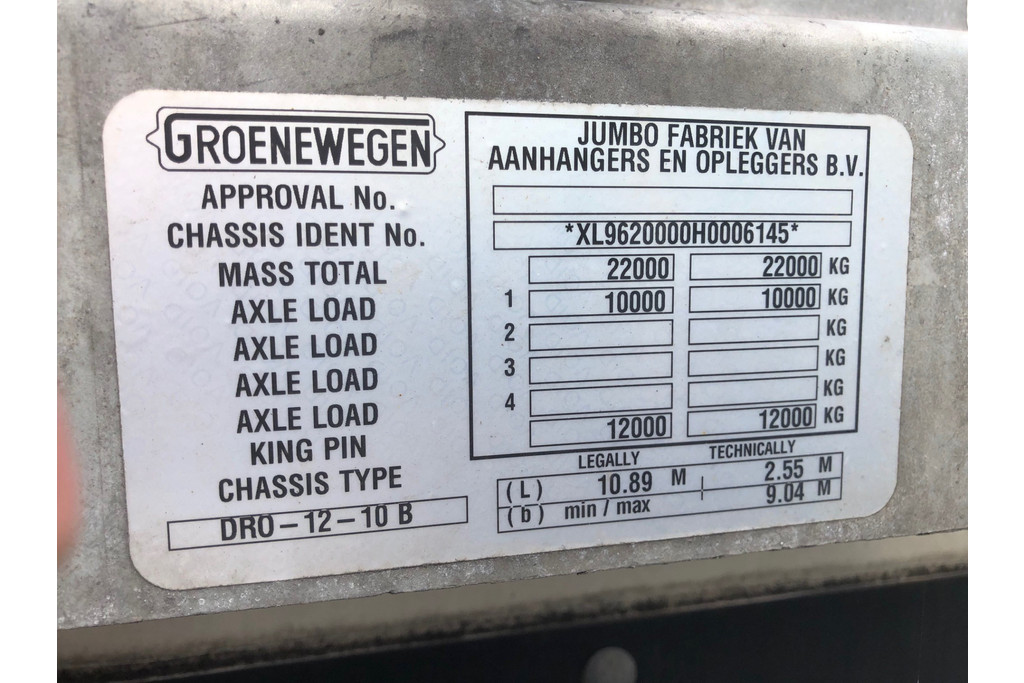 GROENEWEGEN
JUMBO FABRIEK VAN
AANHANGERS EN OPLEGGERS B.V.
APPROVAL No.
CHASSIS IDENT No. *XL9620000H0006145*
MASS TOTAL 22000 22000 KG
AXLE LOAD 1 10000 10000 KG
AXLE LOAD 2 KG
AXLE LOAD 3 KG
AXLE LOAD 4 KG
KING PIN 12000 12000 KG
LEGALLY TECHNICALLY
CHASSIS TYPE
DRO-12-10 B
(L) 10.89 M 2.55 M
(b) min / max 9.04 M